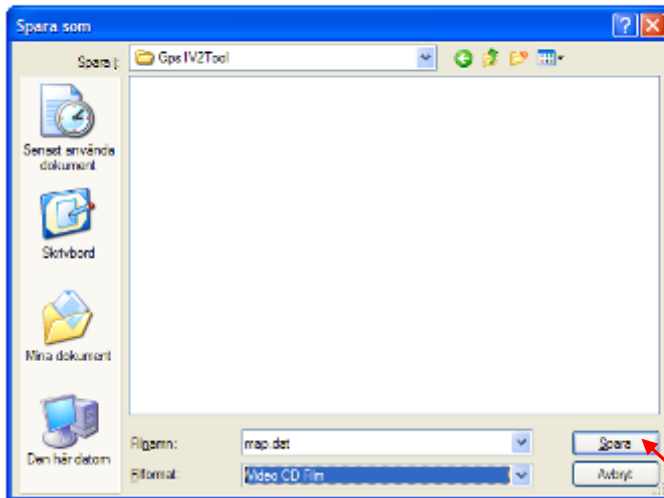 Spara som
Spara i:
Gps1V2Tool
Senast använda
dokument
Skrivbord
Mina dokument
Den här datorn
Filnamn:
map.dat
Filformat:
Video CD Film
Spara
Avbryt